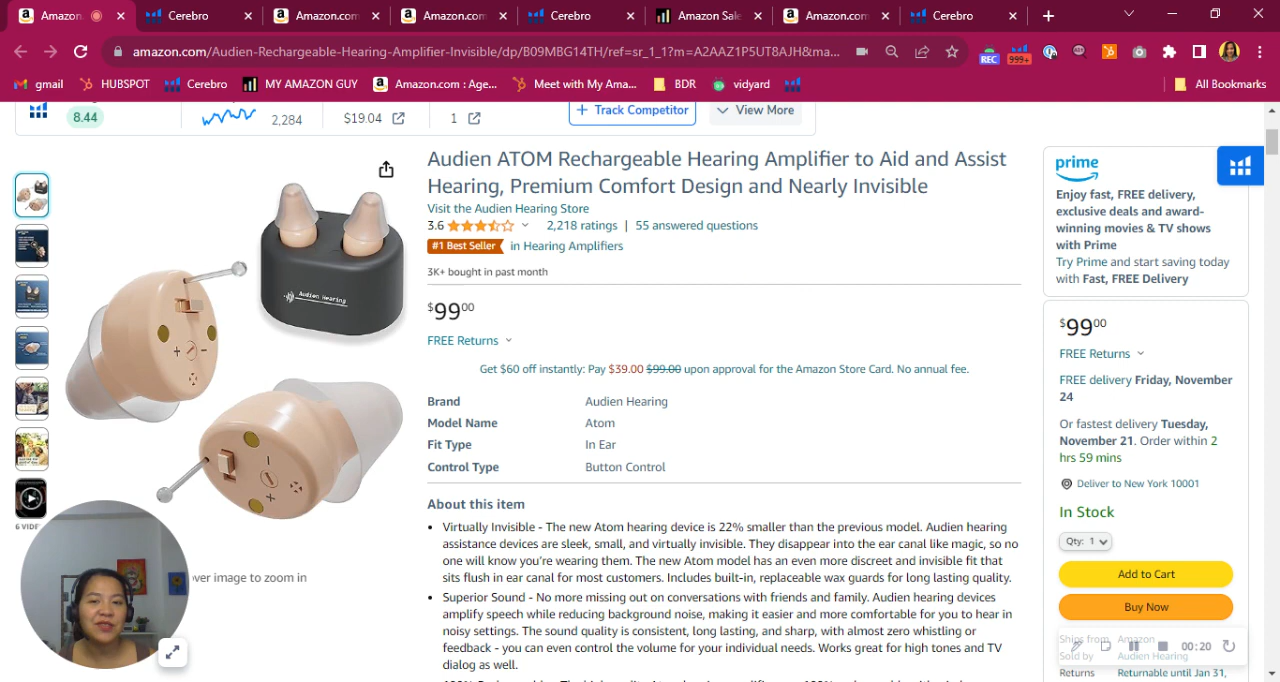 Amazon.
Cerebro
Amazon.com
Amazon.com
Cerebro
Amazon Sale
Amazon.com
Cerebro
amazon.com/Audien-Rechargeable-Hearing-Amplifier-Invisible/dp/B09MBG14TH/ref=sr_1_1?m=A2AAZ1P5UT8AJH&ma...
REC
999+
gmail
HUBSPOT
Cerebro
MY AMAZON GUY
Amazon.com : Age...
Meet with My Ama...
BDR
vidyard
All Bookmarks
8.44
2,284
$19.04
1
+ Track Competitor
View More
Audien ATOM Rechargeable Hearing Amplifier to Aid and Assist
Hearing, Premium Comfort Design and Nearly Invisible
Visit the Audien Hearing Store
3.6 2,218 ratings | 55 answered questions
#1 Best Seller in Hearing Amplifiers
3K+ bought in past month
$9900
FREE Returns
Get $60 off instantly: Pay $39.00 $99.00 upon approval for the Amazon Store Card. No annual fee.
Brand Audien Hearing
Model Name Atom
Fit Type In Ear
Control Type Button Control
About this item
• Virtually Invisible - The new Atom hearing device is 22% smaller than the previous model. Audien hearing
assistance devices are sleek, small, and virtually invisible. They disappear into the ear canal like magic, so no
one will know you're wearing them. The new Atom model has an even more discreet and invisible fit that
sits flush in ear canal for most customers. Includes built-in, replaceable wax guards for long lasting quality.
• Superior Sound - No more missing out on conversations with friends and family. Audien hearing devices
amplify speech while reducing background noise, making it easier and more comfortable for you to hear in
noisy settings. The sound quality is consistent, long lasting, and sharp, with almost zero whistling or
feedback - you can even control the volume for your individual needs. Works great for high tones and TV
dialog as well.
Audien Hearing
6 VIDE
ver image to zoom in
prime
Enjoy fast, FREE delivery,
exclusive deals and award-
winning movies & TV shows
with Prime
Try Prime and start saving today
with Fast, FREE Delivery
$9900
FREE Returns
FREE delivery Friday, November
24
Or fastest delivery Tuesday,
November 21. Order within 2
hrs 59 mins
Deliver to New York 10001
In Stock
Qty: 1
Add to Cart
Buy Now
Ships from Amazon
Sold by Audien Hearing
Returns Returnable until Jan 31,
00:20